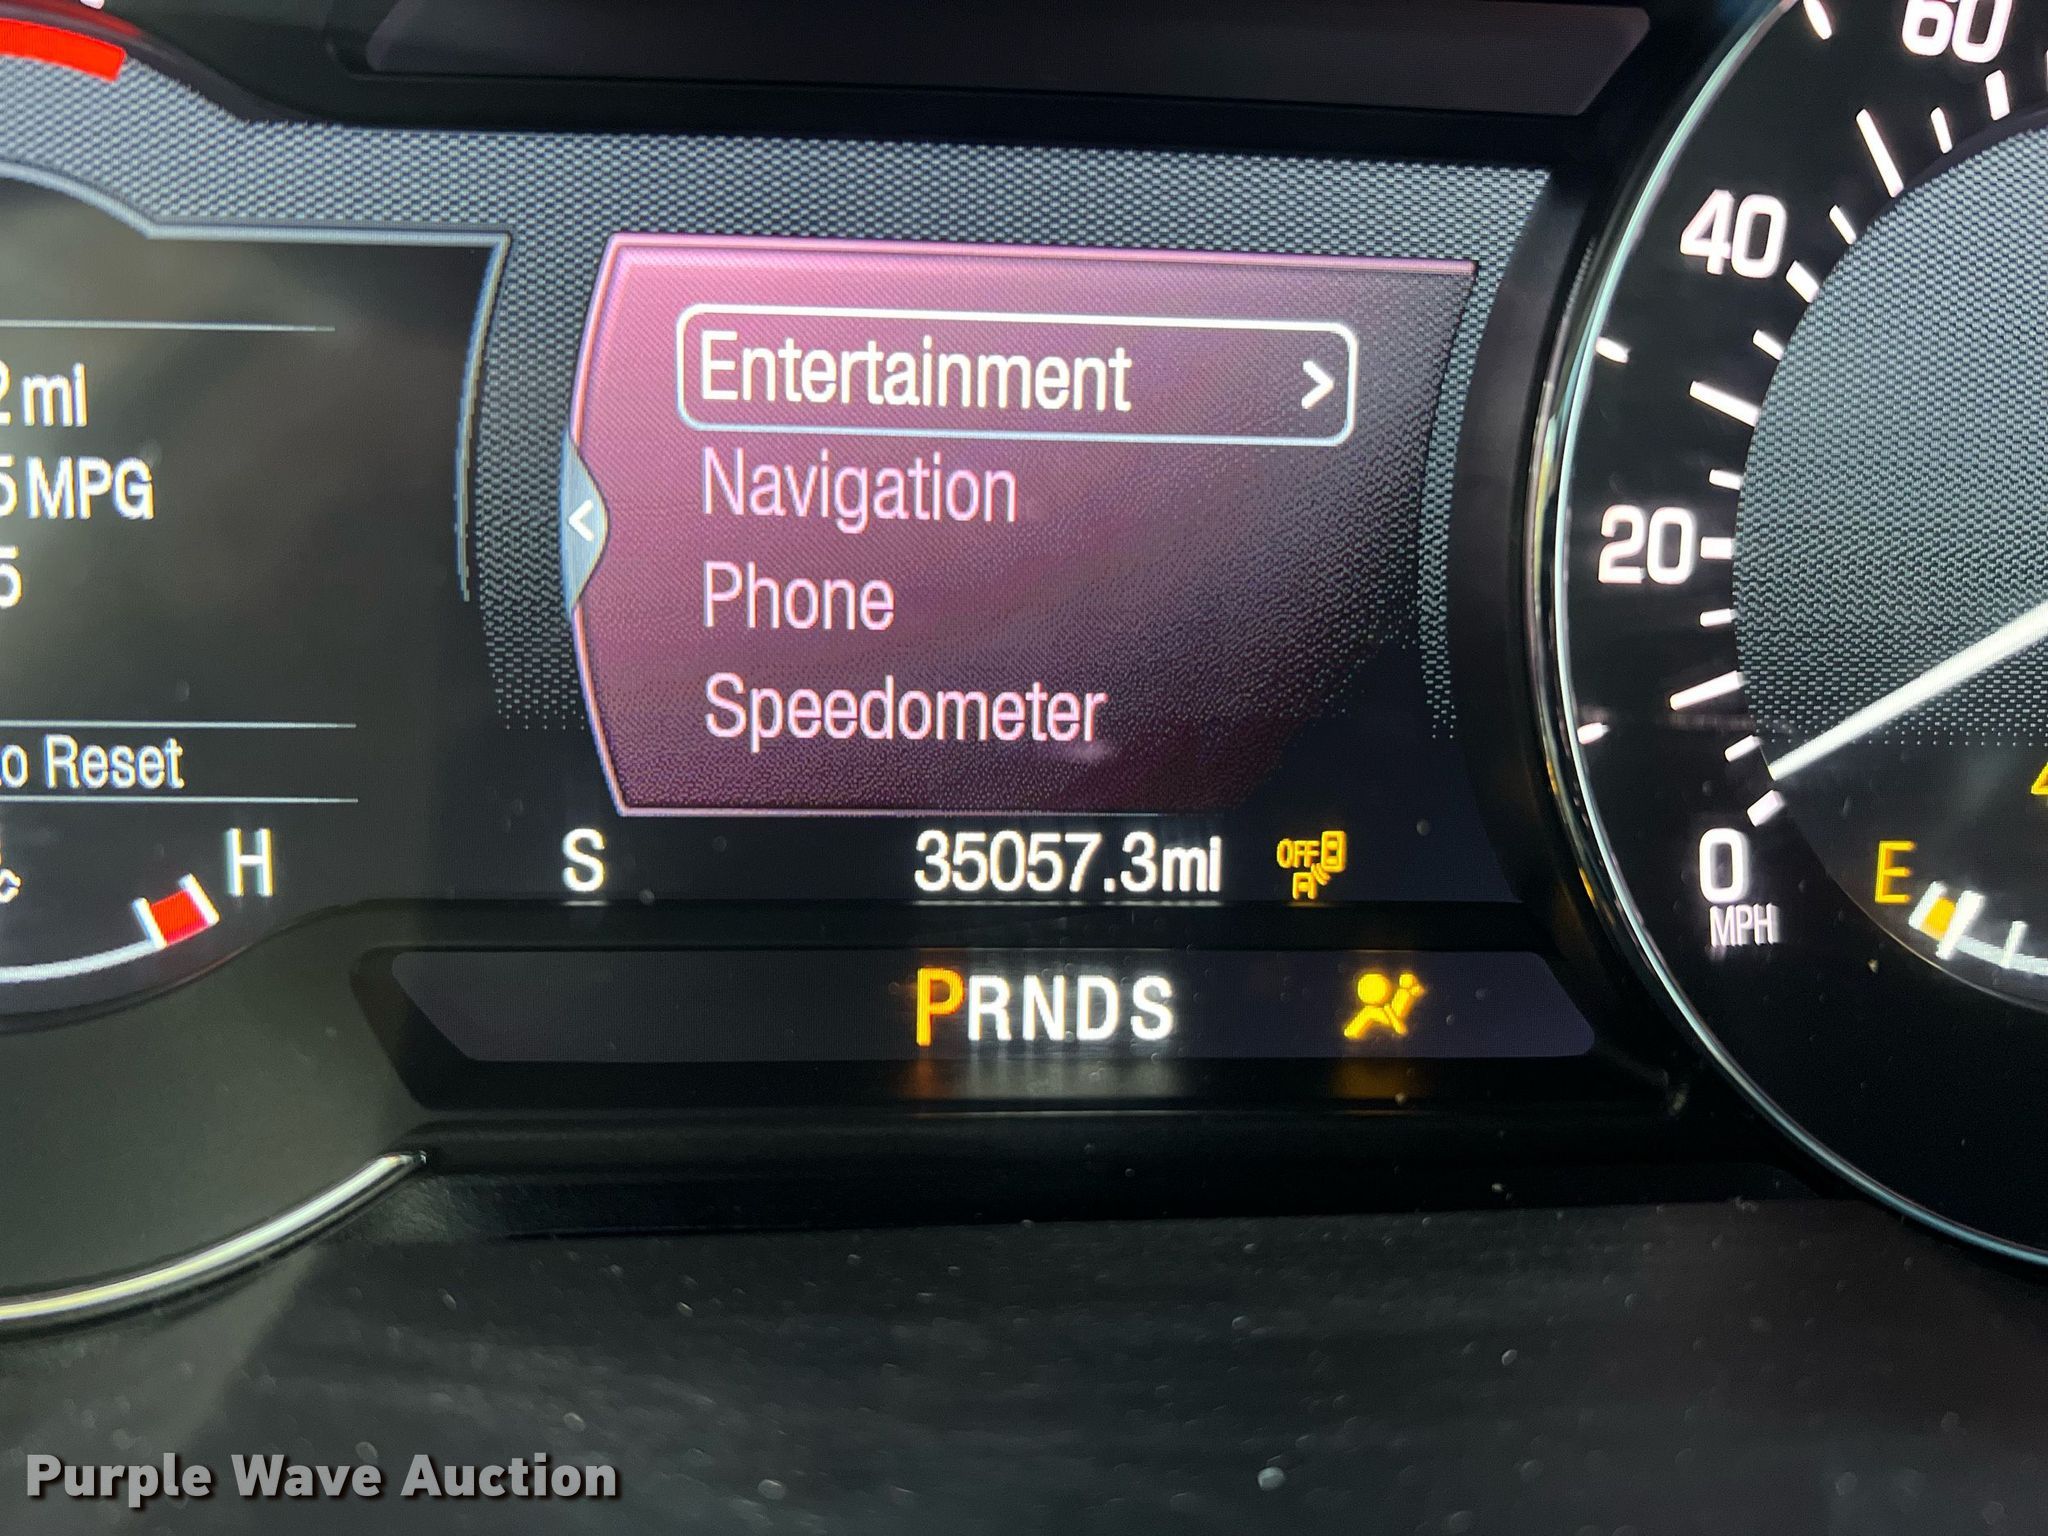 60
40
20
0
MPH
E
2 mi
5 MPG
5
to Reset
H
Entertainment >
<
Navigation
Phone
Speedometer
S 35057.3mi OFF
PRNDS
Purple Wave Auction